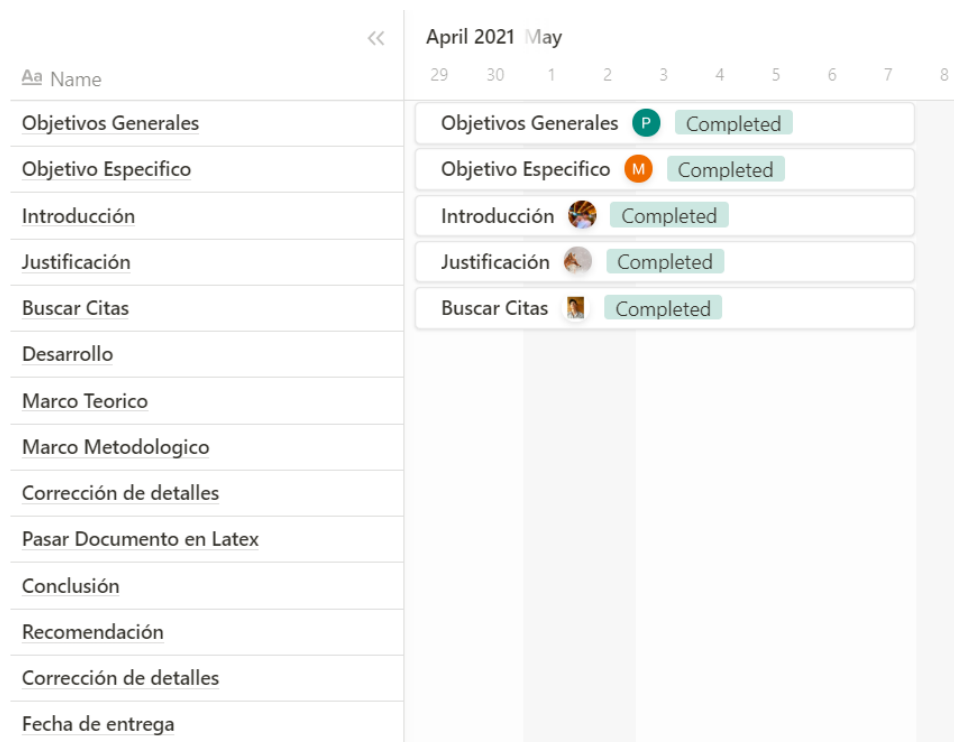 « April 2021 May
Aa Name 29 30 1 2 3 4 5 6 7 8
Objetivos Generales Objetivos Generales P Completed
Objetivo Especifico Objetivo Especifico M Completed
Introducción Introducción Completed
Justificación Justificación Completed
Buscar Citas Buscar Citas Completed
Desarrollo
Marco Teorico
Marco Metodologico
Corrección de detalles
Pasar Documento en Latex
Conclusión
Recomendación
Corrección de detalles
Fecha de entrega